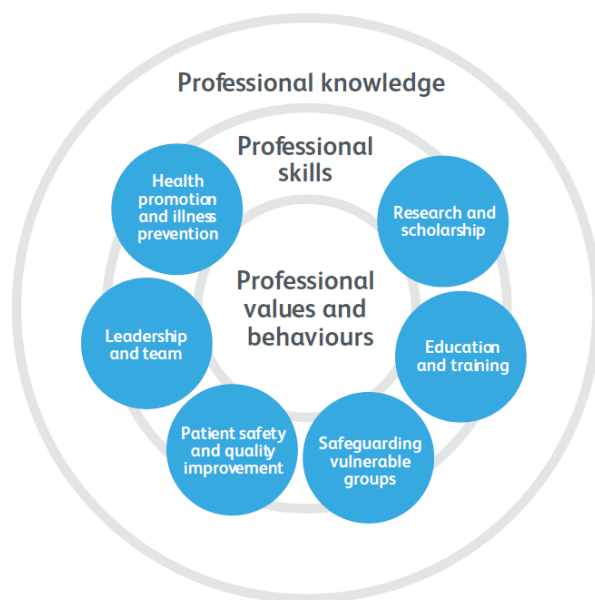 Professional knowledge
Professional
skills
Health
promotion
and illness
prevention
Research and
scholarship
Professional
values and
behaviours
Leadership
and team
Education
and training
Patient safety
and quality
improvement
Safeguarding
vulnerable
groups